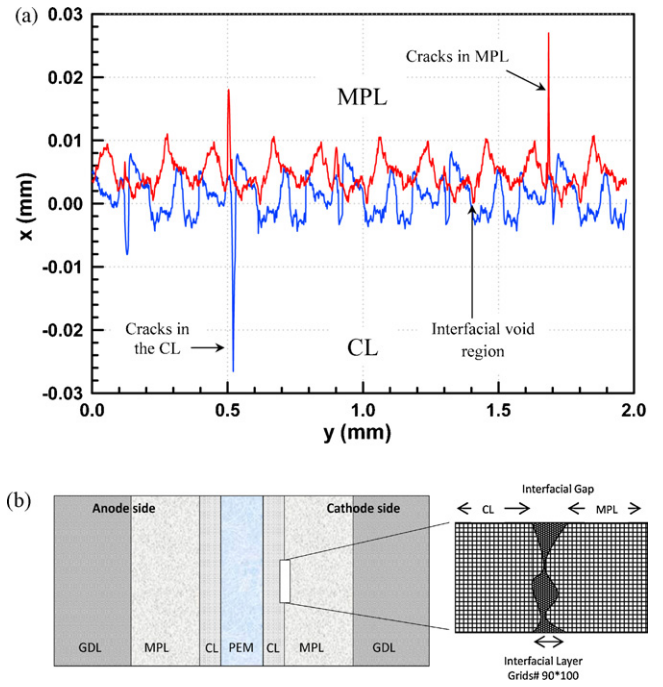 (a)
0.03
0.02
0.01
0.00
-0.01
-0.02
-0.03
x (mm)
Cracks in MPL
MPL
Cracks in
the CL
CL
Interfacial void
region
0.0
0.5
1.0
1.5
2.0
y (mm)
(b)
Anode side
Cathode side
GDL
MPL
CL
PEM
CL
MPL
GDL
Interfacial Gap
CL
MPL
Interfacial Layer
Grids# 90*100